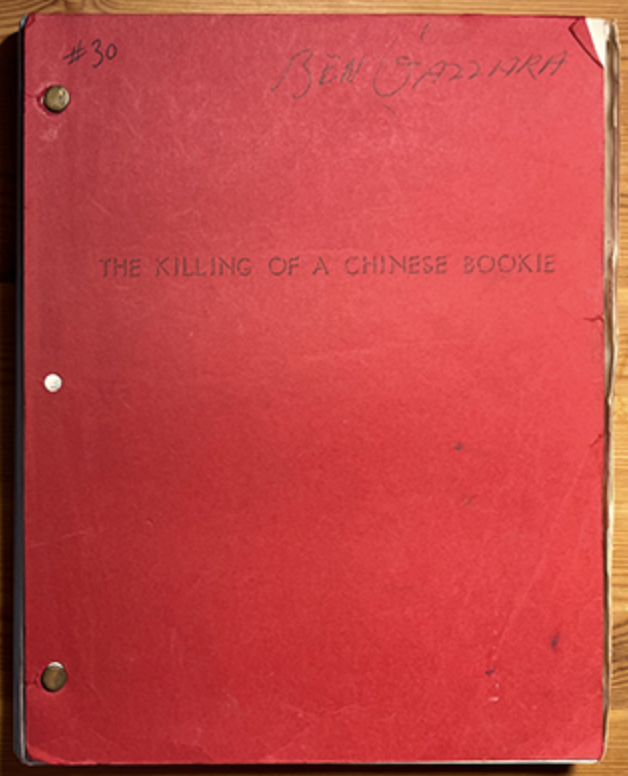 #30
BEN GAZZARA
THE KILLING OF A CHINESE BOOKIE